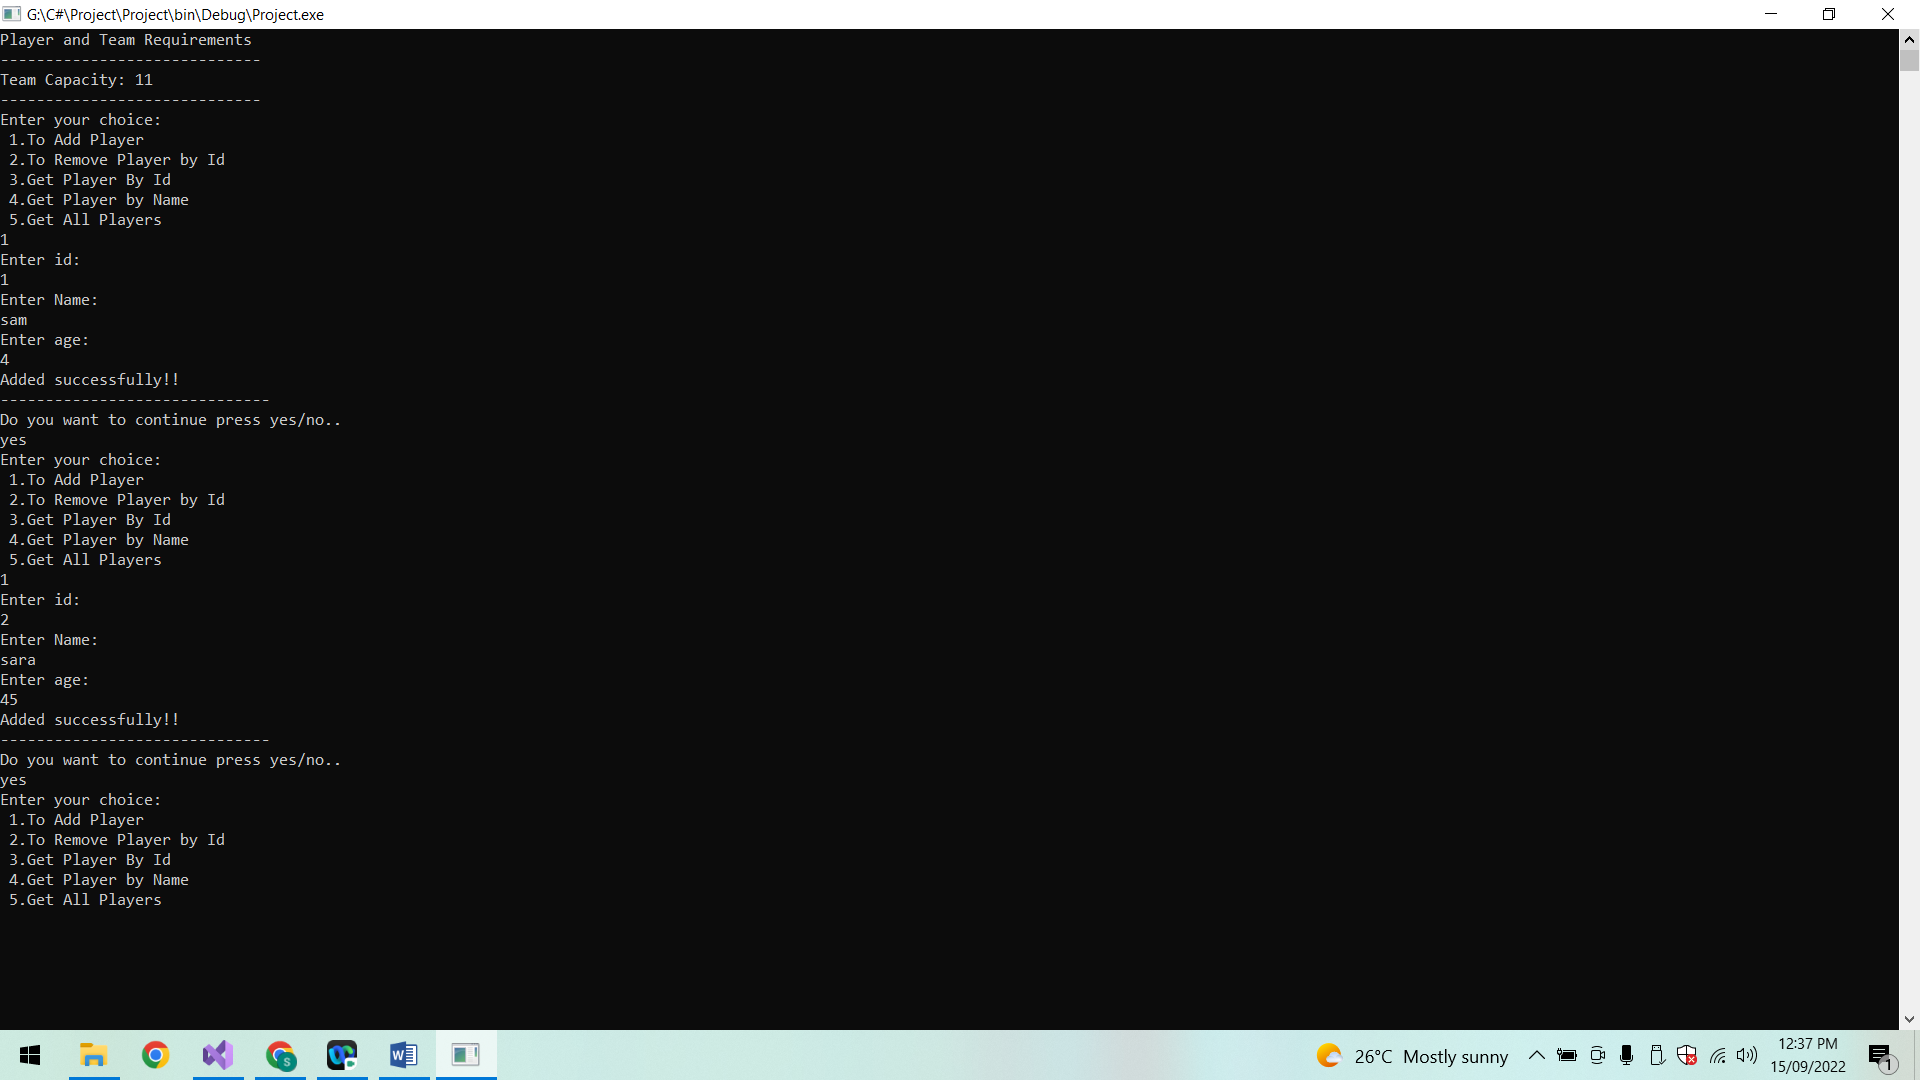 G:\C#\Project\Project\bin\Debug\Project.exe
Player and Team Requirements
-----------------------------
Team Capacity: 11
-----------------------------
Enter your choice:
 1.To Add Player
 2.To Remove Player by Id
 3.Get Player By Id
 4.Get Player by Name
 5.Get All Players
1
Enter id:
1
Enter Name:
sam
Enter age:
4
Added successfully!!
------------------------------
Do you want to continue press yes/no..
yes
Enter your choice:
 1.To Add Player
 2.To Remove Player by Id
 3.Get Player By Id
 4.Get Player by Name
 5.Get All Players
1
Enter id:
2
Enter Name:
sara
Enter age:
45
Added successfully!!
------------------------------
Do you want to continue press yes/no..
yes
Enter your choice:
 1.To Add Player
 2.To Remove Player by Id
 3.Get Player By Id
 4.Get Player by Name
 5.Get All Players
26°C Mostly sunny
12:37 PM
15/09/2022
1